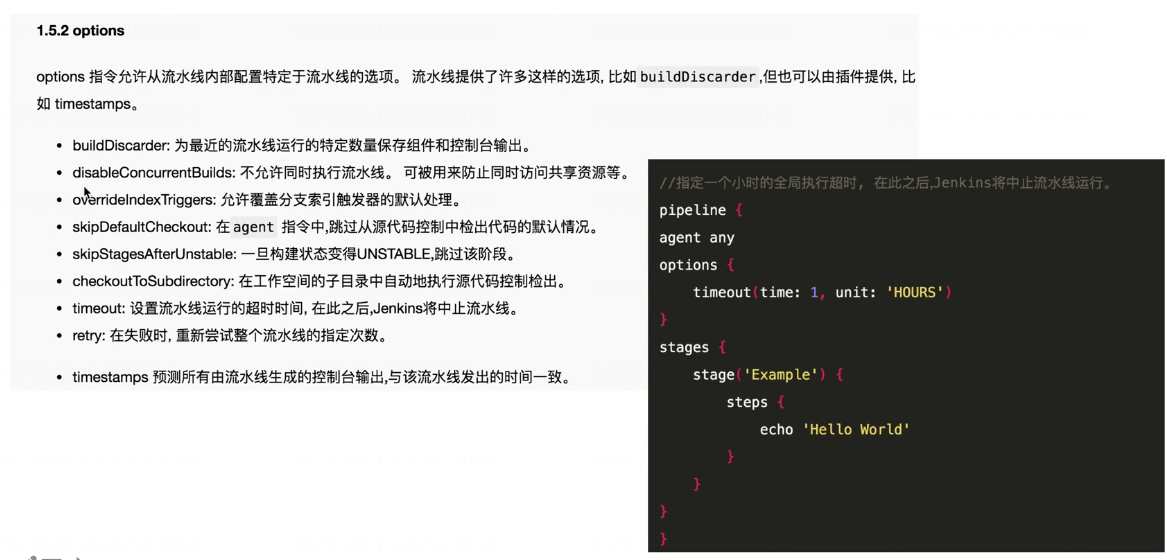 1.5.2 options
options 指令允许从流水线内部配置特定于流水线的选项。 流水线提供了许多这样的选项, 比如 buildDiscarder,但也可以由插件提供, 比
如 timestamps。
• buildDiscarder: 为最近的流水线运行的特定数量保存组件和控制台输出。
• disableConcurrentBuilds: 不允许同时执行流水线。 可被用来防止同时访问共享资源等。
• overrideIndexTriggers: 允许覆盖分支索引触发器的默认处理。
• skipDefaultCheckout: 在 agent 指令中,跳过从源代码控制中检出代码的默认情况。
• skipStagesAfterUnstable: 一旦构建状态变得UNSTABLE,跳过该阶段。
• checkoutToSubdirectory: 在工作空间的子目录中自动地执行源代码控制检出。
• timeout: 设置流水线运行的超时时间, 在此之后,Jenkins将中止流水线。
• retry: 在失败时, 重新尝试整个流水线的指定次数。
• timestamps 预测所有由流水线生成的控制台输出,与该流水线发出的时间一致。
//指定一个小时的全局执行超时, 在此之后,Jenkins将中止流水线运行。
pipeline {
agent any
options {
    timeout(time: 1, unit: 'HOURS')
}
stages {
    stage('Example') {
        steps {
            echo 'Hello World'
        }
    }
}
}